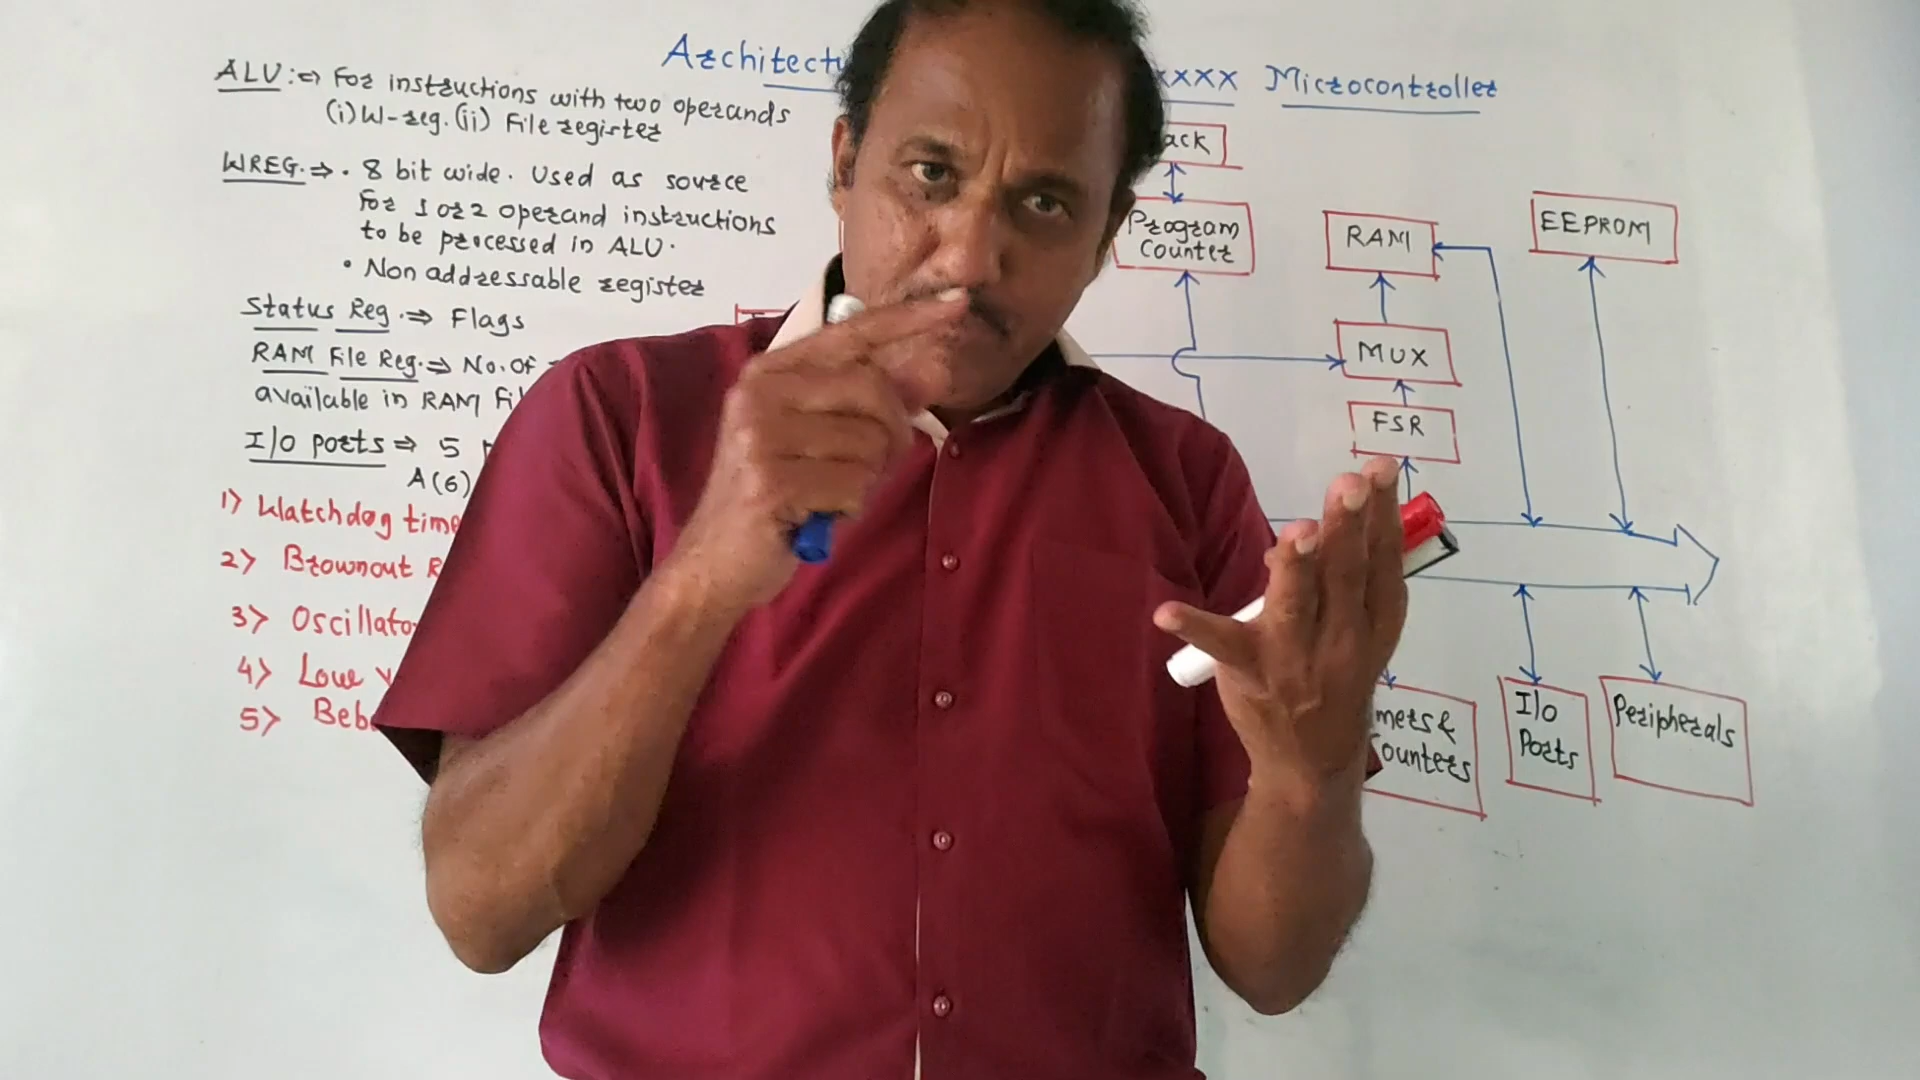 Architectu
xxxx Microcontroller
ALU:⇒ For instructions with two operands
(i) W-reg. (ii) File register
WREG.⇒ • 8 bit wide. Used as source
for 1 or 2 operand instructions
to be processed in ALU.
• Non addressable register
Status Reg.⇒ Flags
RAM File Reg.⇒ No. of
available in RAM Fil
I/o ports ⇒ 5
A(6)
1) Watchdog time
2) Brownout R
3) Oscillato
4) Low v
5) Beb
ack
Program
Counter
RAM
EEPROM
MUX
FSR
mers &
Counters
I/o
Ports
Peripherals